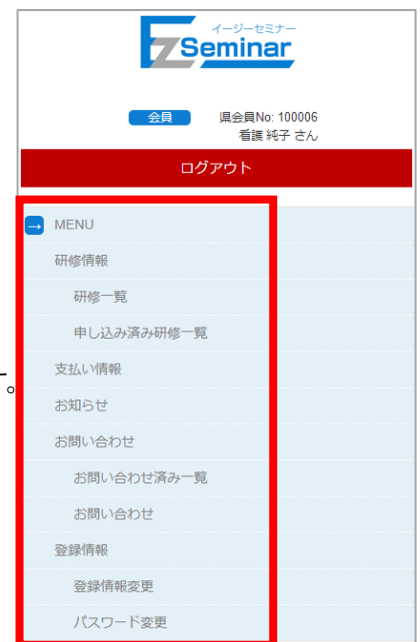 イージーセミナー
EZSeminar
会員 県会員No: 100006
看護 純子 さん
ログアウト
→ MENU
研修情報
研修一覧
申し込み済み研修一覧
支払い情報
。
お知らせ
お問い合わせ
お問い合わせ済み一覧
お問い合わせ
登録情報
登録情報変更
パスワード変更